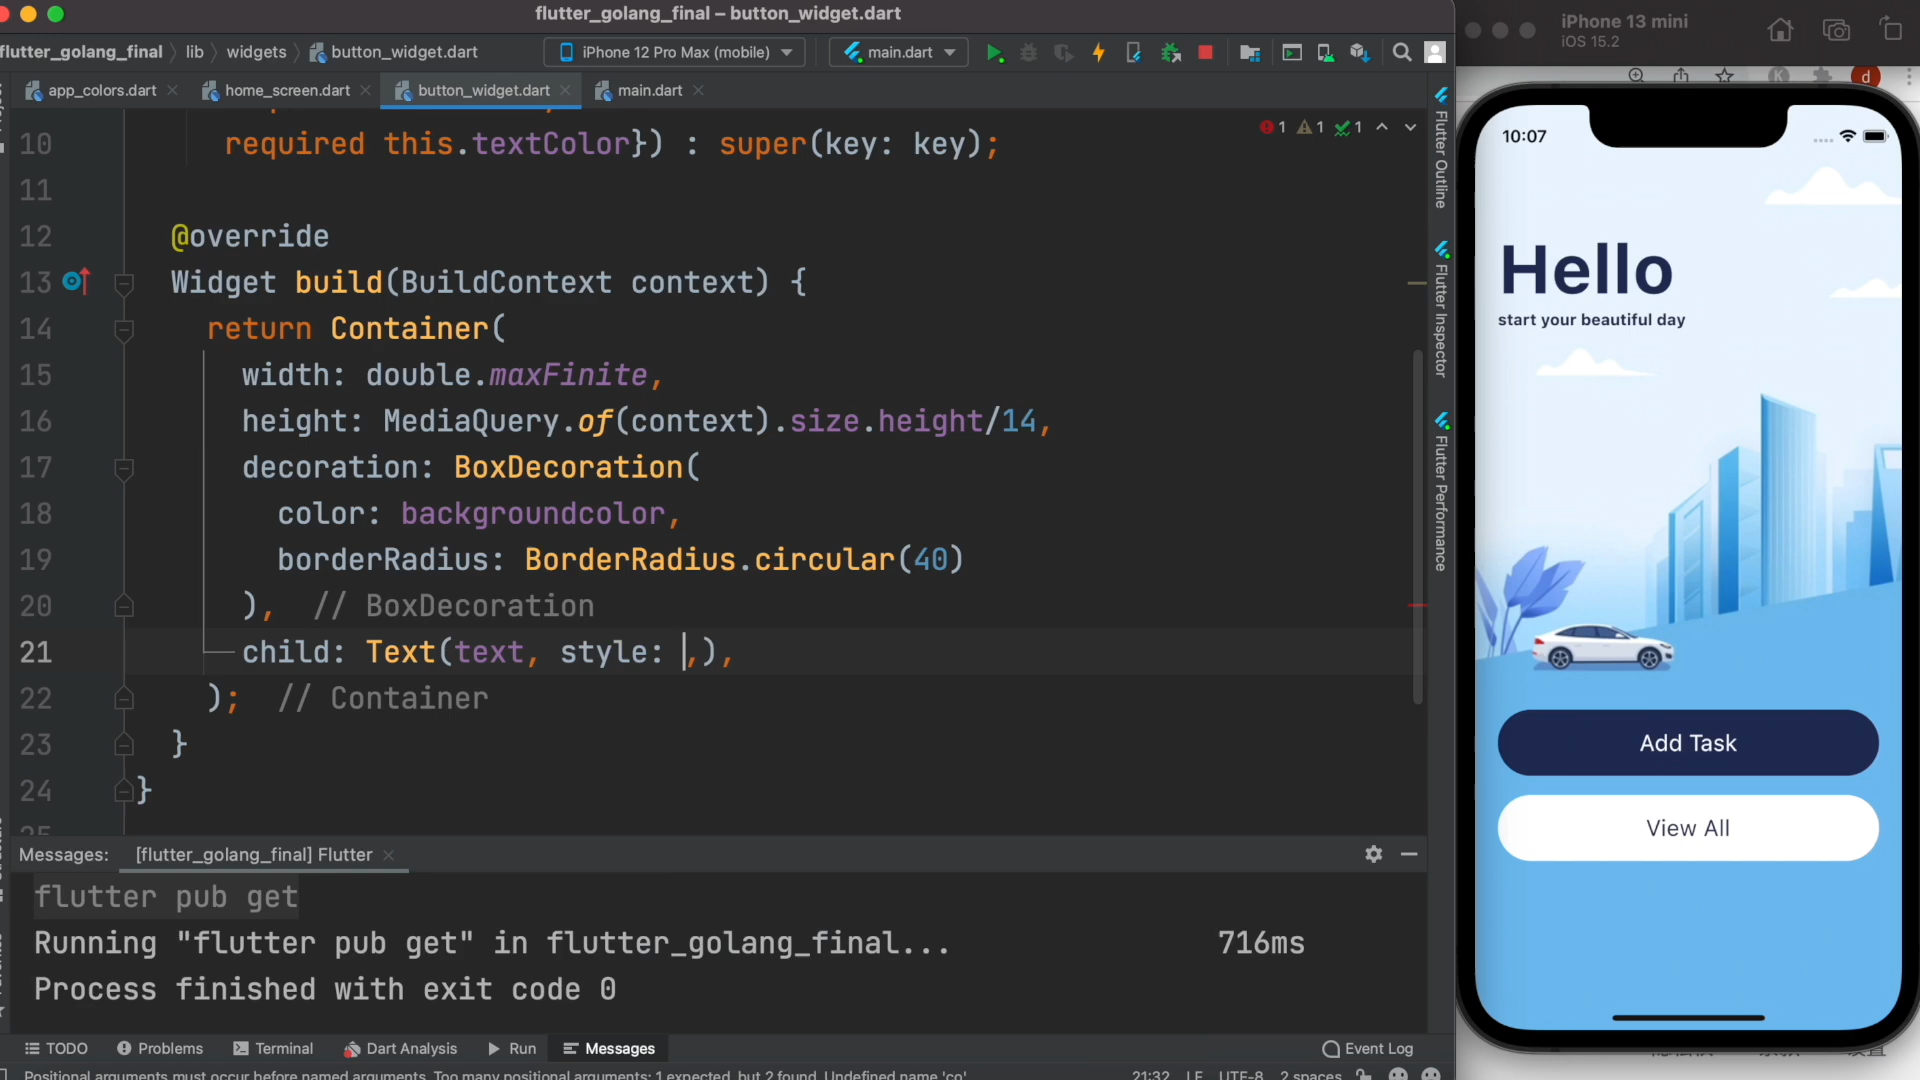 flutter_golang_final – button_widget.dart
flutter_golang_final
lib
widgets
button_widget.dart
iPhone 12 Pro Max (mobile)
main.dart
app_colors.dart
home_screen.dart
button_widget.dart
main.dart
1 1 1
10 required this.textColor}) : super(key: key);
11
12 @override
13 Widget build(BuildContext context) {
14 return Container(
15 width: double.maxFinite,
16 height: MediaQuery.of(context).size.height/14,
17 decoration: BoxDecoration(
18 color: backgroundcolor,
19 borderRadius: BorderRadius.circular(40)
20 ), // BoxDecoration
21 child: Text(text, style: ,),
22 ); // Container
23 }
24 }
25
Flutter Outline
Flutter Inspector
Flutter Performance
Messages:
[flutter_golang_final] Flutter
flutter pub get
Running "flutter pub get" in flutter_golang_final... 716ms
Process finished with exit code 0
TODO
Problems
Terminal
Dart Analysis
Run
Messages
Event Log
Positional arguments must occur before named arguments. Too many positional arguments: 1 expected, but 2 found. Undefined name 'co'
21:32 LF UTF-8 2 spaces
iPhone 13 mini
iOS 15.2
K
d
10:07
Hello
start your beautiful day
Add Task
View All